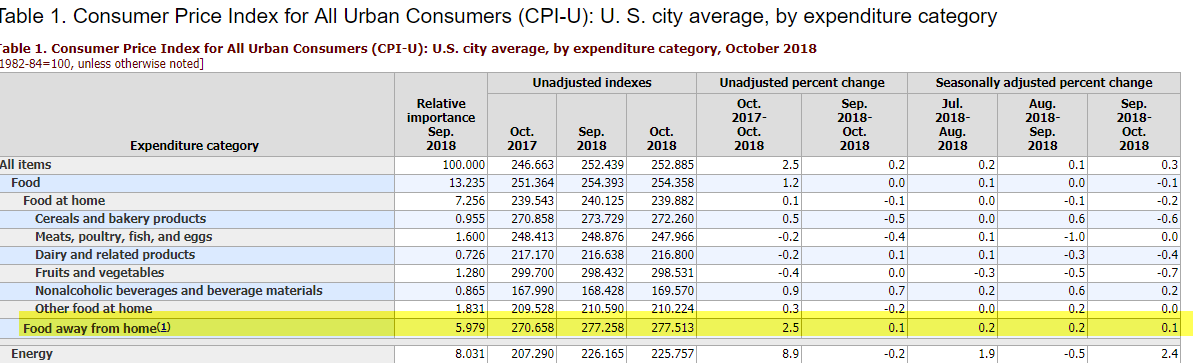 Table 1. Consumer Price Index for All Urban Consumers (CPI-U): U. S. city average, by expenditure category
Table 1. Consumer Price Index for All Urban Consumers (CPI-U): U.S. city average, by expenditure category, October 2018
1982-84=100, unless otherwise noted]
Expenditure category Relative importance Sep. 2018 Unadjusted indexes Unadjusted percent change Seasonally adjusted percent change
Oct. 2017 Sep. 2018 Oct. 2018 Oct. 2017-Oct. 2018 Sep. 2018-Oct. 2018 Jul. 2018-Aug. 2018 Aug. 2018-Sep. 2018 Sep. 2018-Oct. 2018
All items 100.000 246.663 252.439 252.885 2.5 0.2 0.2 0.1 0.3
Food 13.235 251.364 254.393 254.358 1.2 0.0 0.1 0.0 -0.1
Food at home 7.256 239.543 240.125 239.882 0.1 -0.1 0.0 -0.1 -0.2
Cereals and bakery products 0.955 270.858 273.729 272.260 0.5 -0.5 0.0 0.6 -0.6
Meats, poultry, fish, and eggs 1.600 248.413 248.876 247.966 -0.2 -0.4 0.1 -1.0 0.0
Dairy and related products 0.726 217.170 216.638 216.800 -0.2 0.1 0.1 -0.3 -0.4
Fruits and vegetables 1.280 299.700 298.432 298.531 -0.4 0.0 -0.3 -0.5 -0.7
Nonalcoholic beverages and beverage materials 0.865 167.990 168.428 169.570 0.9 0.7 0.2 0.6 0.2
Other food at home 1.831 209.528 210.590 210.224 0.3 -0.2 0.0 0.2 0.0
Food away from home(1) 5.979 270.658 277.258 277.513 2.5 0.1 0.2 0.2 0.1
Energy 8.031 207.290 226.165 225.757 8.9 -0.2 1.9 -0.5 2.4